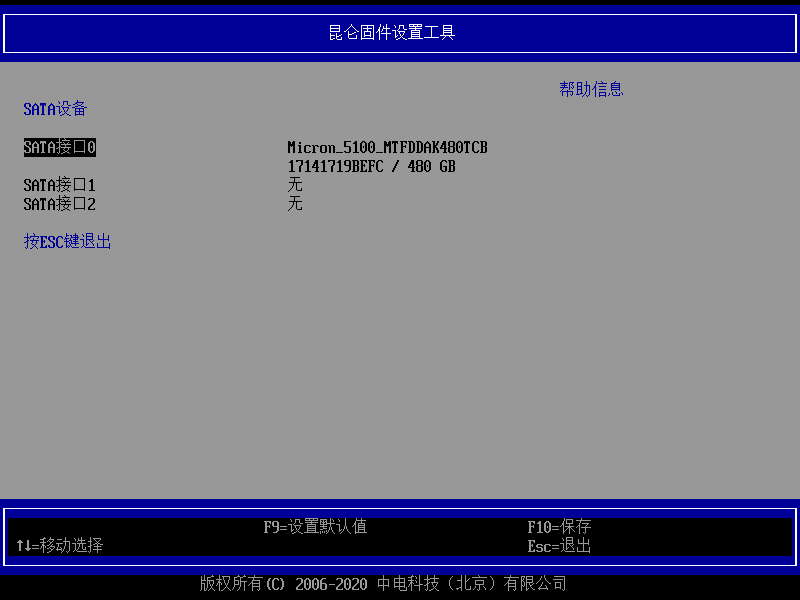 昆仑固件设置工具
帮助信息
SATA设备
SATA接口0 Micron_5100_MTFDDAK480TCB
17141719BEFC / 480 GB
SATA接口1 无
SATA接口2 无
按ESC键退出
F9=设置默认值 F10=保存
↑↓=移动选择 Esc=退出
版权所有(C) 2006-2020 中电科技（北京）有限公司